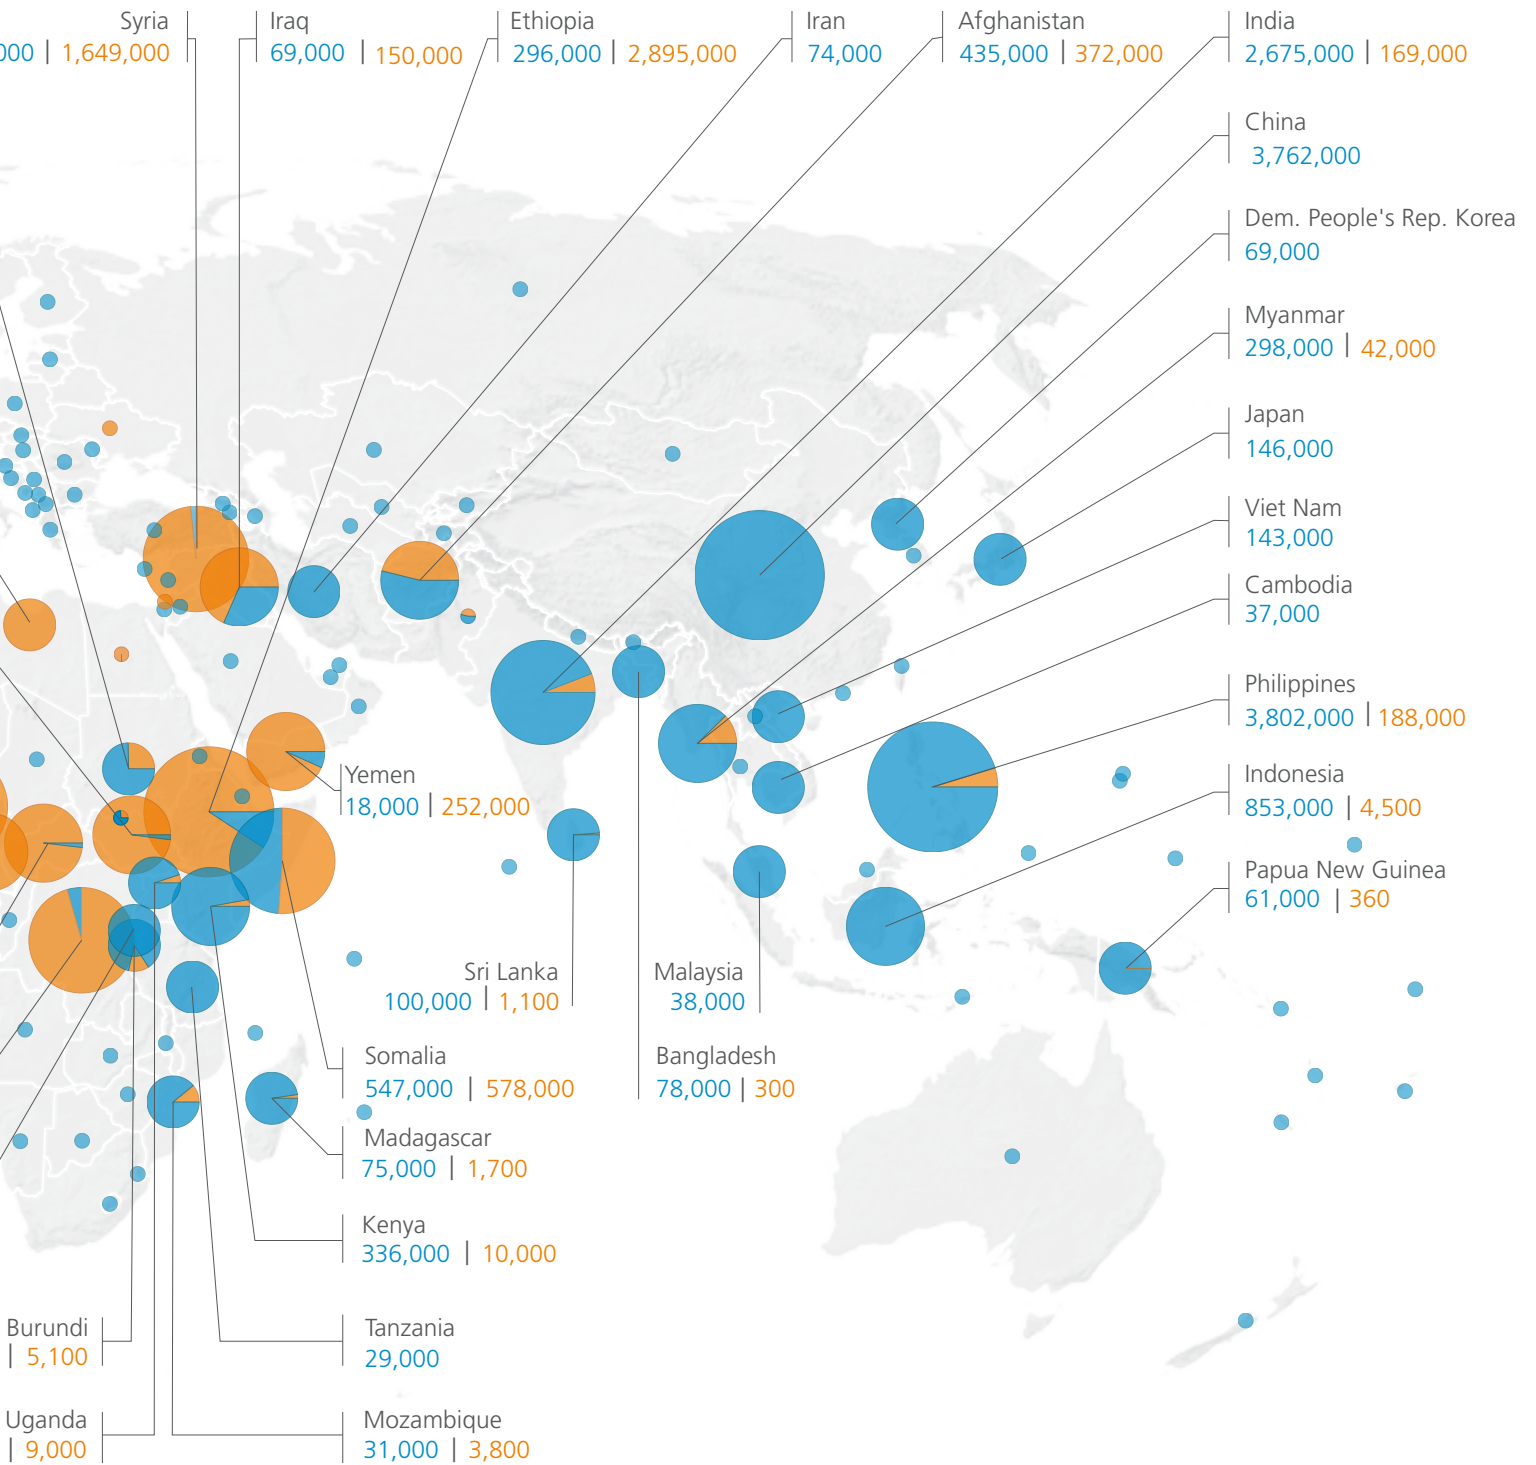 Syria
000 | 1,649,000
Iraq
69,000 | 150,000
Ethiopia
296,000 | 2,895,000
Iran
74,000
Afghanistan
435,000 | 372,000
India
2,675,000 | 169,000
China
3,762,000
Dem. People's Rep. Korea
69,000
Myanmar
298,000 | 42,000
Japan
146,000
Viet Nam
143,000
Cambodia
37,000
Philippines
3,802,000 | 188,000
Indonesia
853,000 | 4,500
Papua New Guinea
61,000 | 360
Yemen
18,000 | 252,000
Sri Lanka
100,000 | 1,100
Malaysia
38,000
Bangladesh
78,000 | 300
Somalia
547,000 | 578,000
Madagascar
75,000 | 1,700
Kenya
336,000 | 10,000
Burundi
| 5,100
Tanzania
29,000
Uganda
| 9,000
Mozambique
31,000 | 3,800